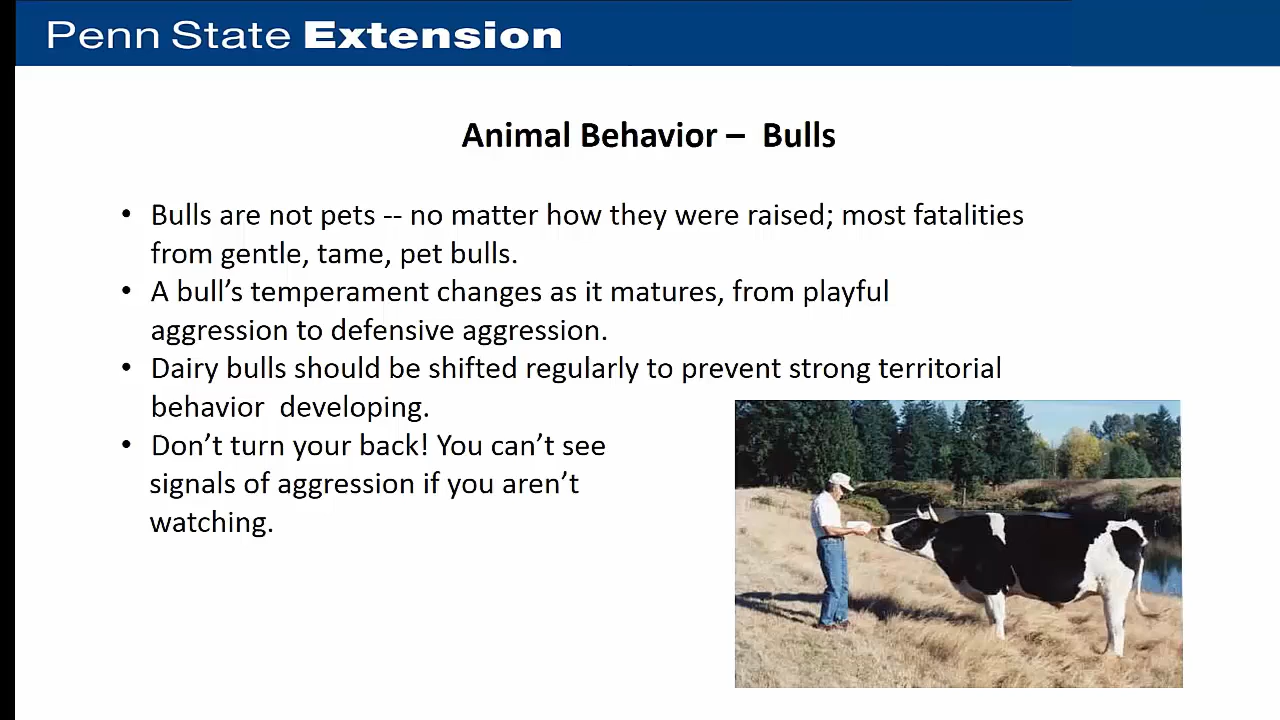 Penn State Extension
Animal Behavior – Bulls
• Bulls are not pets -- no matter how they were raised; most fatalities
from gentle, tame, pet bulls.
• A bull’s temperament changes as it matures, from playful
aggression to defensive aggression.
• Dairy bulls should be shifted regularly to prevent strong territorial
behavior developing.
• Don’t turn your back! You can’t see
signals of aggression if you aren’t
watching.